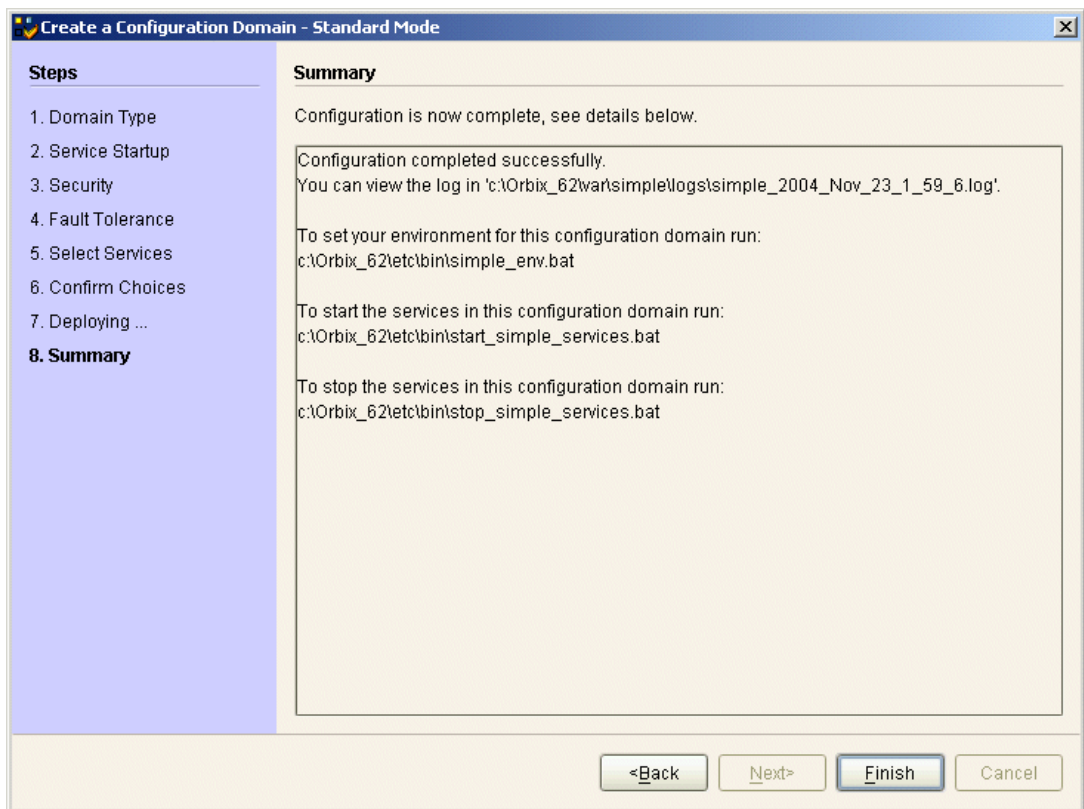 Create a Configuration Domain - Standard Mode
Steps
1. Domain Type
2. Service Startup
3. Security
4. Fault Tolerance
5. Select Services
6. Confirm Choices
7. Deploying ...
8. Summary
Summary
Configuration is now complete, see details below.
Configuration completed successfully.
You can view the log in 'c:\Orbix_62\var\simple\logs\simple_2004_Nov_23_1_59_6.log'.
To set your environment for this configuration domain run:
c:\Orbix_62\etc\bin\simple_env.bat
To start the services in this configuration domain run:
c:\Orbix_62\etc\bin\start_simple_services.bat
To stop the services in this configuration domain run:
c:\Orbix_62\etc\bin\stop_simple_services.bat
<Back Next> Finish Cancel